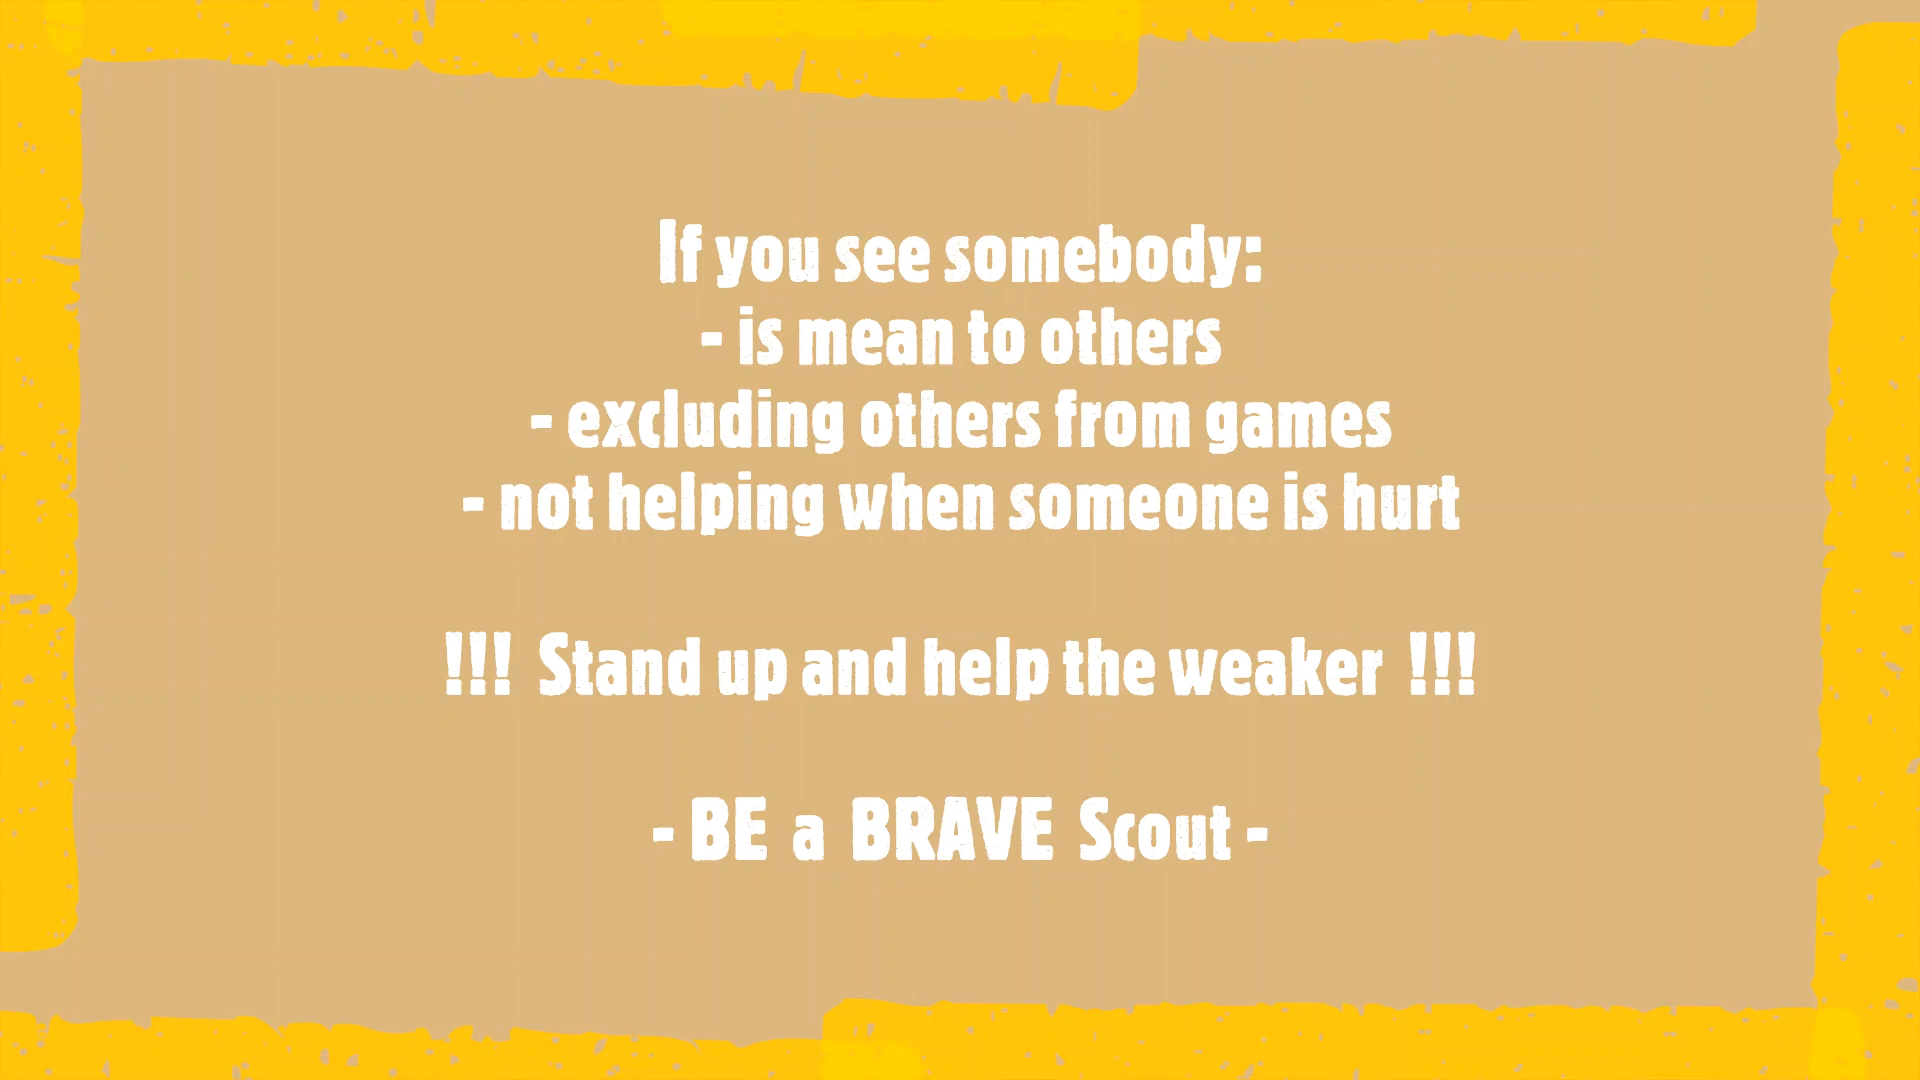 If you see somebody:
- is mean to others
- excluding others from games
- not helping when someone is hurt
!!! Stand up and help the weaker !!!
- BE a BRAVE Scout -